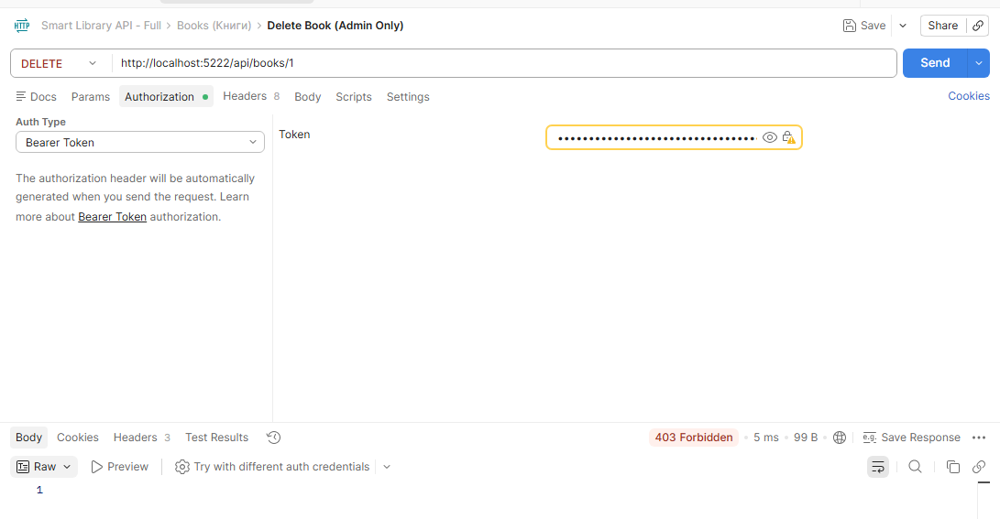 HTTP Smart Library API - Full > Books (Книги) > Delete Book (Admin Only) Save Share
DELETE http://localhost:5222/api/books/1 Send
Docs Params Authorization Headers 8 Body Scripts Settings Cookies
Auth Type
Bearer Token
Token ••••••••••••••••••••••••••••••••
The authorization header will be automatically
generated when you send the request. Learn
more about Bearer Token authorization.
Body Cookies Headers 3 Test Results 403 Forbidden • 5 ms • 99 B • e.g. Save Response •••
Raw Preview Try with different auth credentials
1